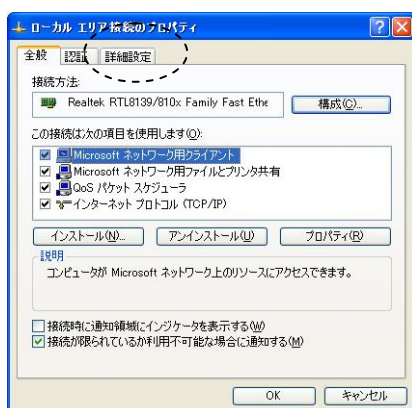 ローカル エリア接続のプロパティ
全般 認証 詳細設定
接続方法:
Realtek RTL8139/810x Family Fast Ethe
構成(C)...
この接続は次の項目を使用します(O):
Microsoft ネットワーク用クライアント
Microsoft ネットワーク用ファイルとプリンタ共有
QoS パケット スケジューラ
インターネット プロトコル (TCP/IP)
インストール(N)... アンインストール(U) プロパティ(R)
説明
コンピュータが Microsoft ネットワーク上のリソースにアクセスできます。
接続時に通知領域にインジケータを表示する(W)
接続が限られているか利用不可能な場合に通知する(M)
OK キャンセル